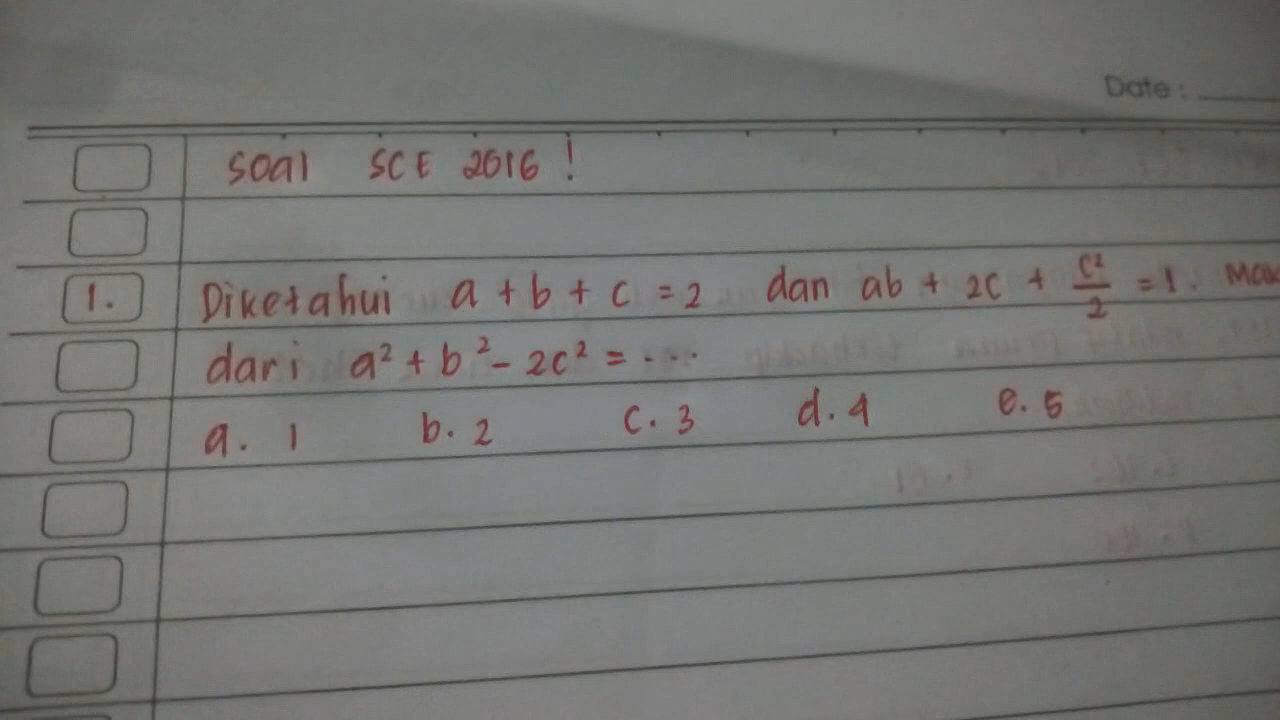 Date :
Soal SCE 2016 !
1. Diketahui a + b + c = 2 dan ab + 2c + c²/2 = 1.
dari a² + b² - 2c² = ...
a. 1 b. 2 c. 3 d. 4 e. 5